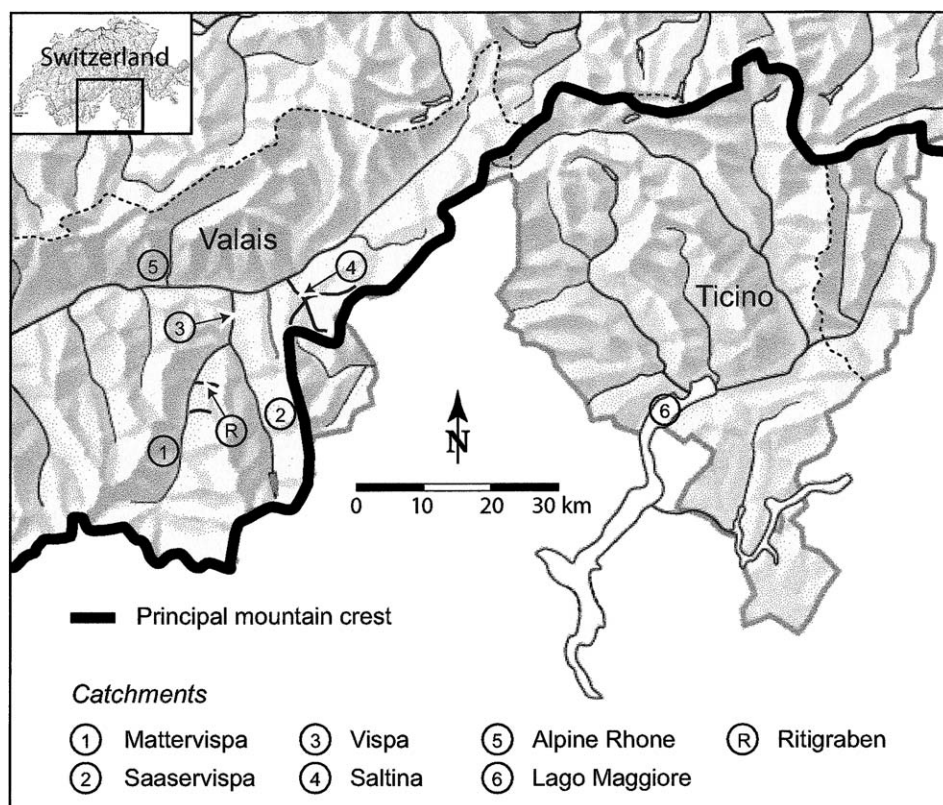 Switzerland
Valais
5
4
Ticino
3
6
2
R
1
N
0 10 20 30 km
Principal mountain crest
Catchments
1 Mattervispa 3 Vispa 5 Alpine Rhone R Ritigraben
2 Saaservispa 4 Saltina 6 Lago Maggiore